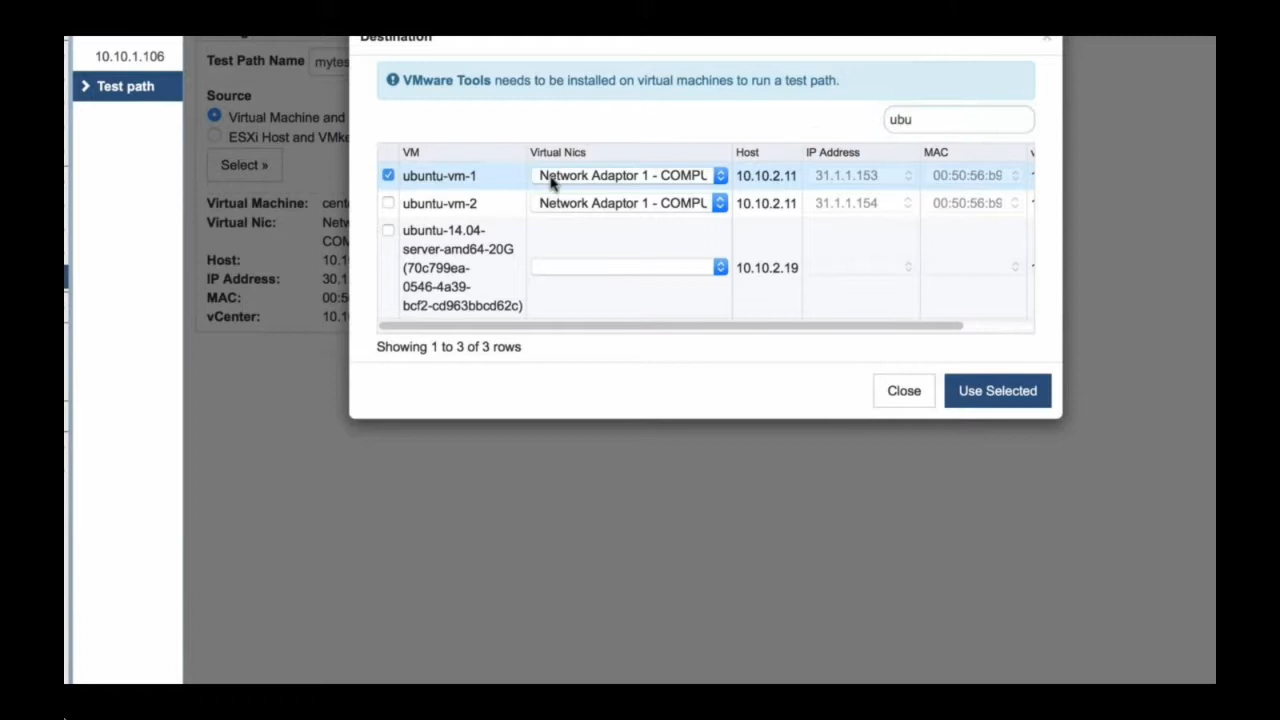 10.10.1.106
Test path
Test Path Name
Source
Virtual Machine and
ESXi Host and VMke
Select »
Virtual Machine:
Virtual Nic:
Host:
IP Address:
MAC:
vCenter:
Destination
VMware Tools needs to be installed on virtual machines to run a test path.
ubu
VM Virtual Nics Host IP Address MAC
ubuntu-vm-1 Network Adaptor 1 - COMPU 10.10.2.11 31.1.1.153 00:50:56:b9
ubuntu-vm-2 Network Adaptor 1 - COMPU 10.10.2.11 31.1.1.154 00:50:56:b9
ubuntu-14.04-
server-amd64-20G
(70c799ea- 10.10.2.19
0546-4a39-
bcf2-cd963bbcd62c)
Showing 1 to 3 of 3 rows
Close Use Selected